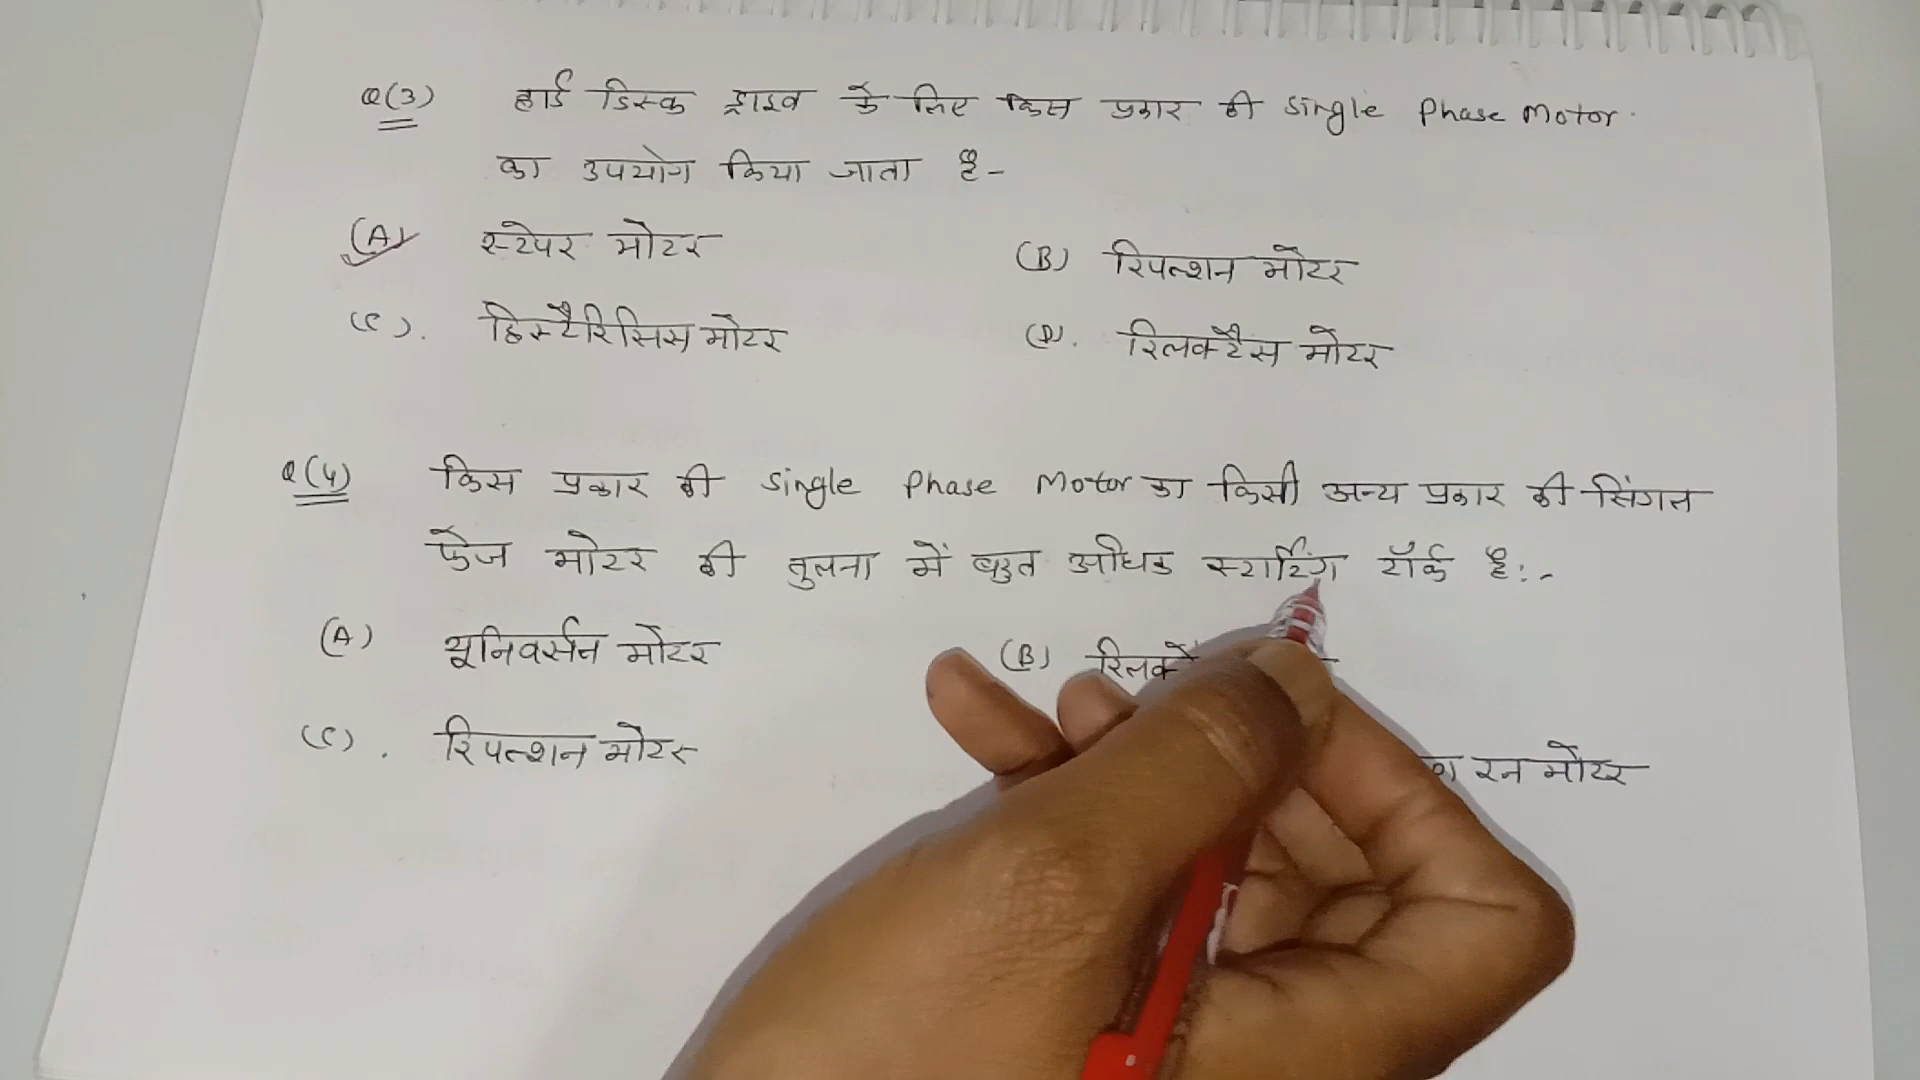 Q(3) हार्ड डिस्क ड्राइव के लिए किस प्रकार की single Phase Motor.
का उपयोग किया जाता है-
(A) स्टेपर मोटर (B) रिपल्शन मोटर
(C). हिस्टैरिसिस मोटर (D). रिलक्टैंस मोटर
Q(4) किस प्रकार की single Phase Motor का किसी अन्य प्रकार की सिंगल
फेज मोटर की तुलना में बहुत अधिक स्टार्टिंग टॉर्क है:-
(A) यूनिवर्सल मोटर (B)
(C). रिपल्शन मोटर रन मोटर